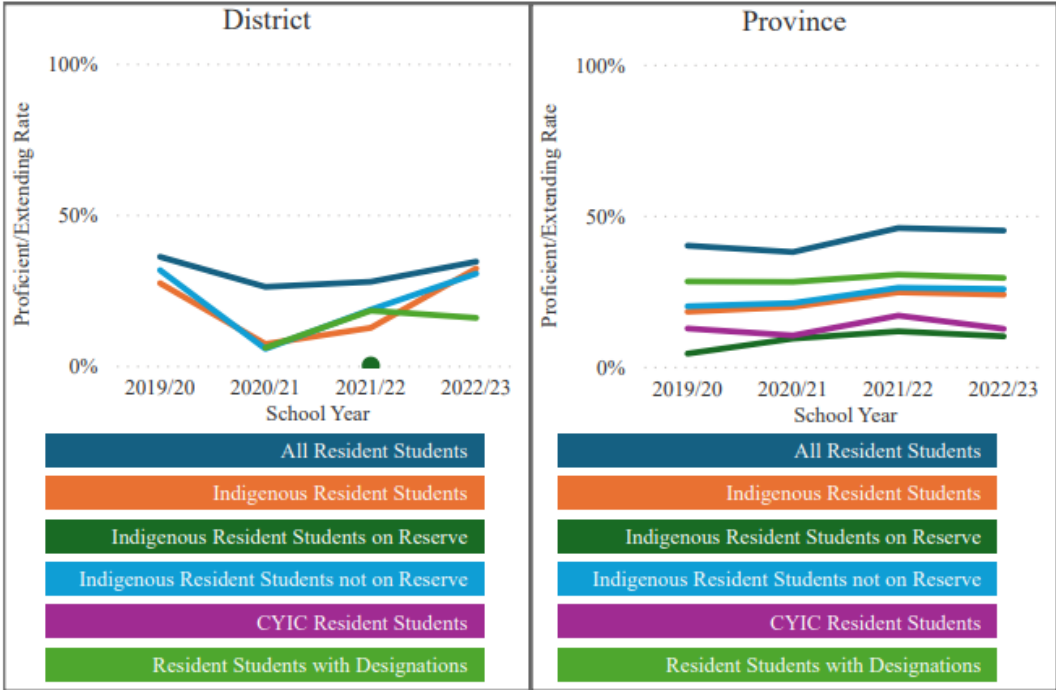 District
100%
50%
0%
Proficient/Extending Rate
2019/20 2020/21 2021/22 2022/23
School Year
All Resident Students
Indigenous Resident Students
Indigenous Resident Students on Reserve
Indigenous Resident Students not on Reserve
CYIC Resident Students
Resident Students with Designations
Province
100%
50%
0%
Proficient/Extending Rate
2019/20 2020/21 2021/22 2022/23
School Year
All Resident Students
Indigenous Resident Students
Indigenous Resident Students on Reserve
Indigenous Resident Students not on Reserve
CYIC Resident Students
Resident Students with Designations